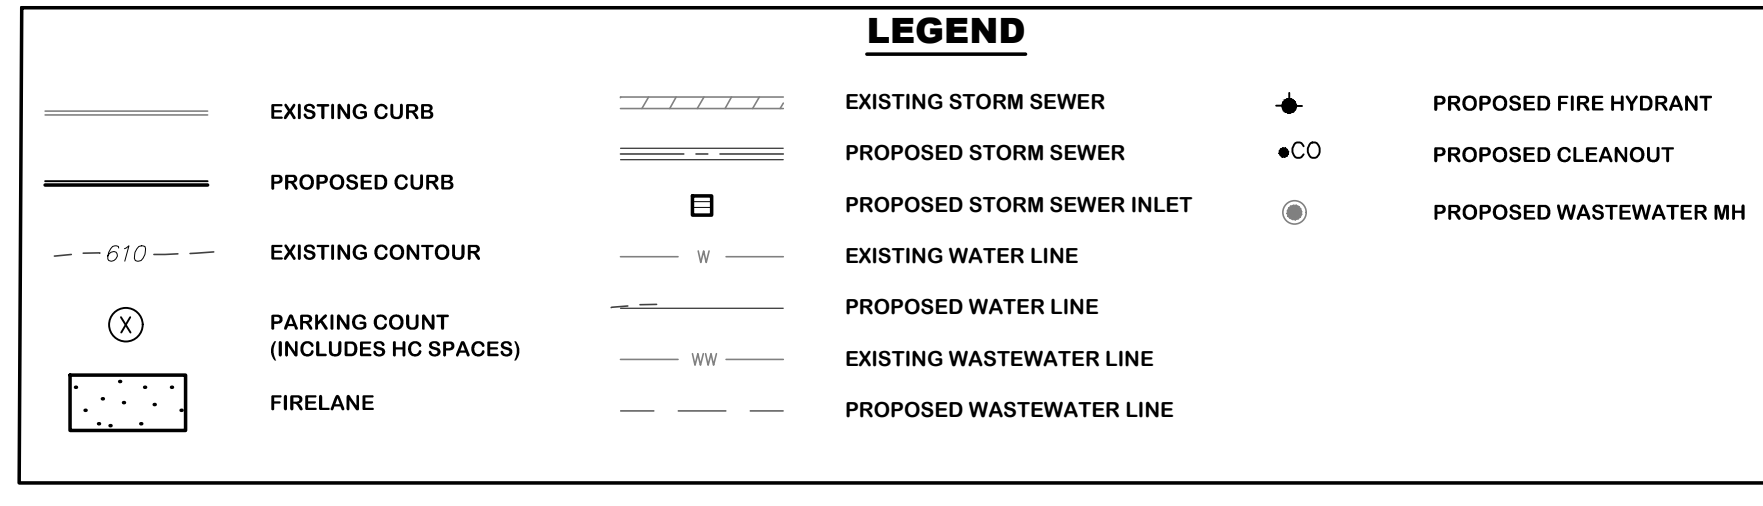 LEGEND
EXISTING CURB
PROPOSED CURB
610
EXISTING CONTOUR
X
PARKING COUNT
(INCLUDES HC SPACES)
FIRELANE
EXISTING STORM SEWER
PROPOSED STORM SEWER
PROPOSED STORM SEWER INLET
W
EXISTING WATER LINE
PROPOSED WATER LINE
WW
EXISTING WASTEWATER LINE
PROPOSED WASTEWATER LINE
PROPOSED FIRE HYDRANT
CO
PROPOSED CLEANOUT
PROPOSED WASTEWATER MH